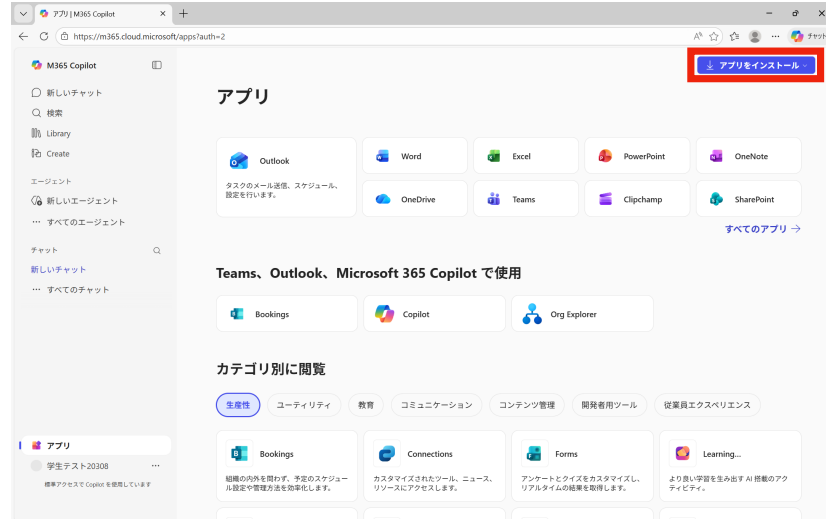 アプリ | M365 Copilot
https://m365.cloud.microsoft/apps?auth=2
M365 Copilot
アプリをインストール
新しいチャット
検索
Library
Create
エージェント
新しいエージェント
すべてのエージェント
チャット
新しいチャット
すべてのチャット
アプリ
学生テスト20308
標準アクセスで Copilot を使用しています
アプリ
Outlook
タスクのメール送信、スケジュール、
設定を行います。
Word
Excel
PowerPoint
OneNote
OneDrive
Teams
Clipchamp
SharePoint
すべてのアプリ →
Teams、Outlook、Microsoft 365 Copilot で使用
Bookings
Copilot
Org Explorer
カテゴリ別に閲覧
生産性
ユーティリティ
教育
コミュニケーション
コンテンツ管理
開発者用ツール
従業員エクスペリエンス
Bookings
組織の内外を問わず、予定のスケジュー
ル設定や管理方法を効率化します。
Connections
カスタマイズされたツール、ニュース、
リソースにアクセスします。
Forms
アンケートとクイズをカスタマイズし、
リアルタイムの結果を取得します。
Learning...
より良い学習を生み出す AI 搭載のアク
ティビティ。